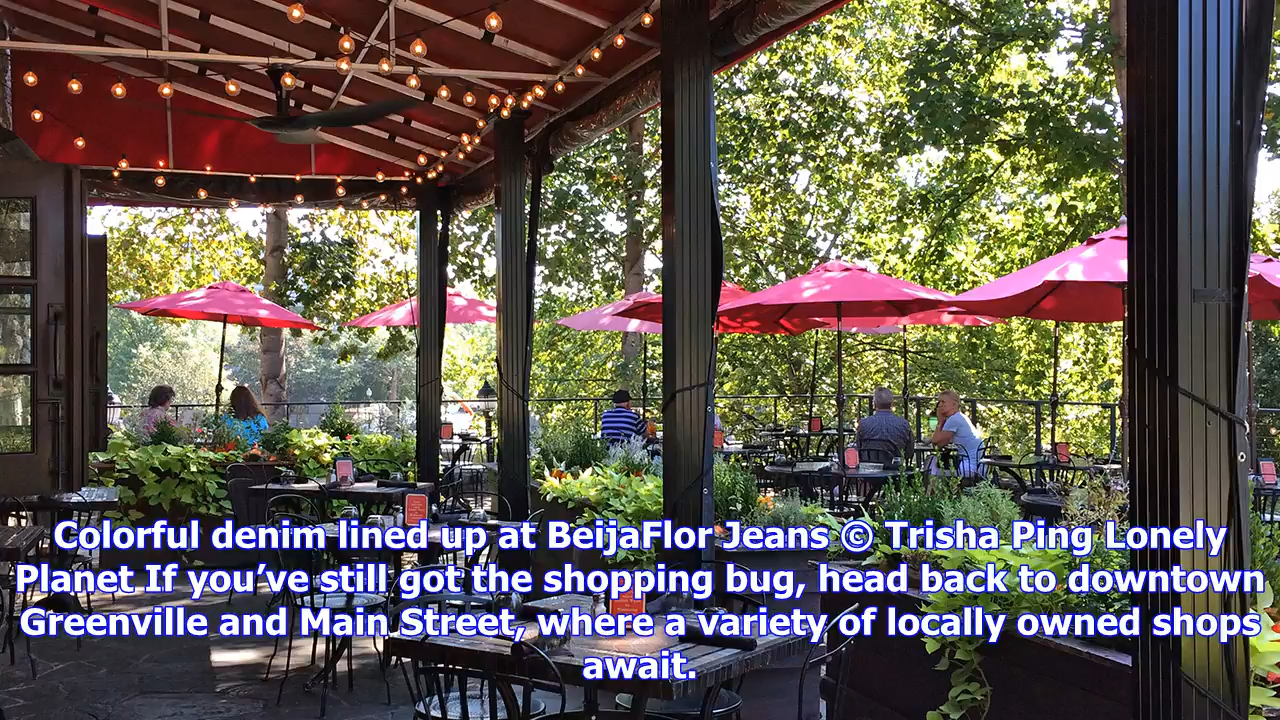 Colorful denim lined up at BeijaFlor Jeans © Trisha Ping Lonely
Planet If you’ve still got the shopping bug, head back to downtown
Greenville and Main Street, where a variety of locally owned shops
await.